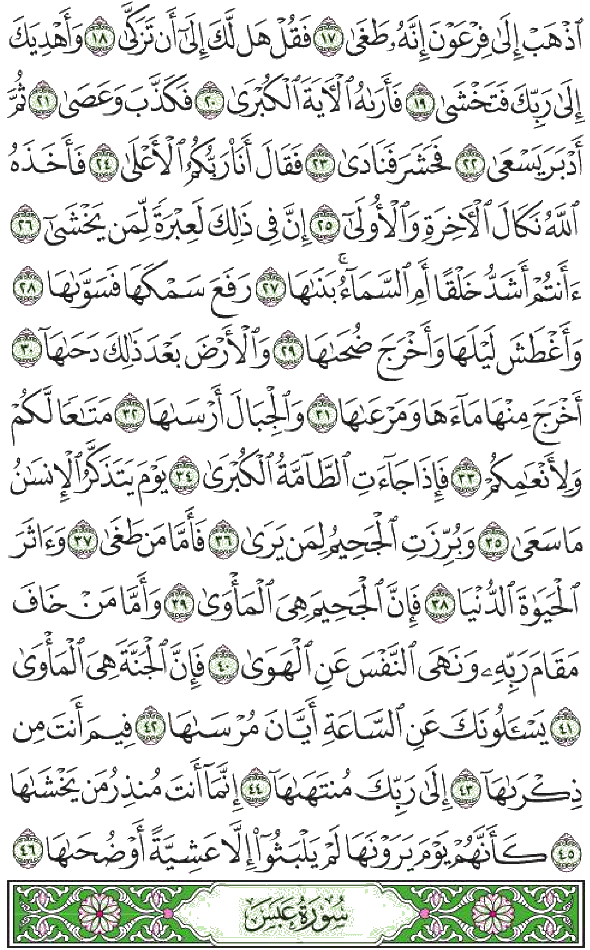 ٱذۡهَبۡ إِلَىٰ فِرۡعَوۡنَ إِنَّهُۥ طَغَىٰ ١٧ فَقُلۡ هَل لَّكَ إِلَىٰٓ أَن تَزَكَّىٰ ١٨ وَأَهۡدِيَكَ
إِلَىٰ رَبِّكَ فَتَخۡشَىٰ ١٩ فَأَرَىٰهُ ٱلۡأٓيَةَ ٱلۡكُبۡرَىٰ ٢٠ فَكَذَّبَ وَعَصَىٰ ٢١ ثُمَّ
أَدۡبَرَ يَسۡعَىٰ ٢٢ فَحَشَرَ فَنَادَىٰ ٢٣ فَقَالَ أَنَا۠ رَبُّكُمُ ٱلۡأَعۡلَىٰ ٢٤ فَأَخَذَهُ
ٱللَّهُ نَكَالَ ٱلۡأٓخِرَةِ وَٱلۡأُولَىٰٓ ٢٥ إِنَّ فِي ذَٰلِكَ لَعِبۡرَةٗ لِّمَن يَخۡشَىٰٓ ٢٦
ءَأَنتُمۡ أَشَدُّ خَلۡقًا أَمِ ٱلسَّمَآءُۚ بَنَىٰهَا ٢٧ رَفَعَ سَمۡكَهَا فَسَوَّىٰهَا ٢٨
وَأَغۡطَشَ لَيۡلَهَا وَأَخۡرَجَ ضُحَىٰهَا ٢٩ وَٱلۡأَرۡضَ بَعۡدَ ذَٰلِكَ دَحَىٰهَآ ٣٠
أَخۡرَجَ مِنۡهَا مَآءَهَا وَمَرۡعَىٰهَا ٣١ وَٱلۡجِبَالَ أَرۡسَىٰهَا ٣٢ مَتَٰعٗا لَّكُمۡ
وَلِأَنۡعَٰمِكُمۡ ٣٣ فَإِذَا جَآءَتِ ٱلطَّآمَّةُ ٱلۡكُبۡرَىٰ ٣٤ يَوۡمَ يَتَذَكَّرُ ٱلۡإِنسَٰنُ
مَا سَعَىٰ ٣٥ وَبُرِّزَتِ ٱلۡجَحِيمُ لِمَن يَرَىٰ ٣٦ فَأَمَّا مَن طَغَىٰ ٣٧ وَءَاثَرَ
ٱلۡحَيَوٰةَ ٱلدُّنۡيَا ٣٨ فَإِنَّ ٱلۡجَحِيمَ هِيَ ٱلۡمَأۡوَىٰ ٣٩ وَأَمَّا مَنۡ خَافَ
مَقَامَ رَبِّهِۦ وَنَهَى ٱلنَّفۡسَ عَنِ ٱلۡهَوَىٰ ٤٠ فَإِنَّ ٱلۡجَنَّةَ هِيَ ٱلۡمَأۡوَىٰ
٤١ يَسۡـَٔلُونَكَ عَنِ ٱلسَّاعَةِ أَيَّانَ مُرۡسَىٰهَا ٤٢ فِيمَ أَنتَ مِن
ذِكۡرَىٰهَآ ٤٣ إِلَىٰ رَبِّكَ مُنتَهَىٰهَآ ٤٤ إِنَّمَآ أَنتَ مُنذِرُ مَن يَخۡشَىٰهَا
٤٥ كَأَنَّهُمۡ يَوۡمَ يَرَوۡنَهَا لَمۡ يَلۡبَثُوٓاْ إِلَّا عَشِيَّةً أَوۡ ضُحَىٰهَا ٤٦
سُورَةُ عَبَسَ